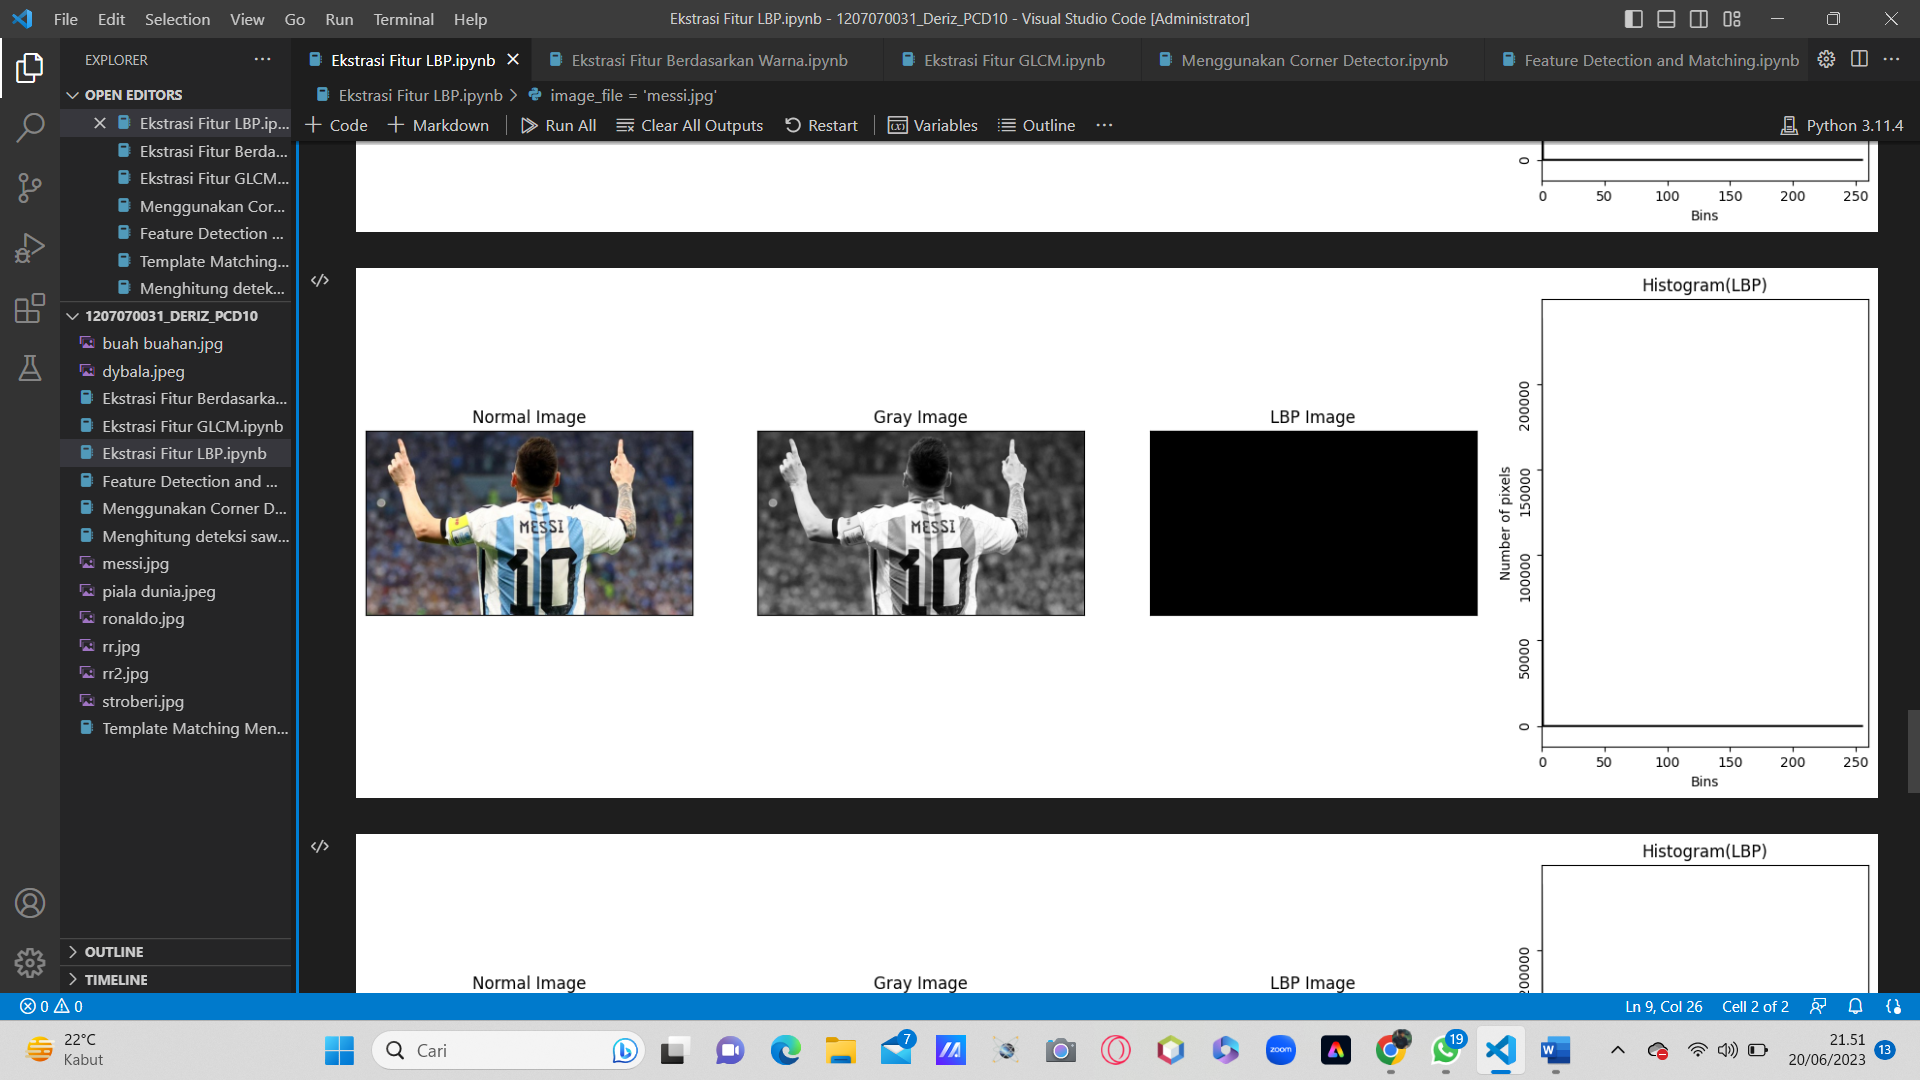 File Edit Selection View Go Run Terminal Help
Ekstrasi Fitur LBP.ipynb - 1207070031_Deriz_PCD10 - Visual Studio Code [Administrator]
EXPLORER
Ekstrasi Fitur LBP.ipynb
Ekstrasi Fitur Berdasarkan Warna.ipynb
Ekstrasi Fitur GLCM.ipynb
Menggunakan Corner Detector.ipynb
Feature Detection and Matching.ipynb
Ekstrasi Fitur LBP.ipynb > image_file = 'messi.jpg'
Code Markdown Run All Clear All Outputs Restart Variables Outline ...
Python 3.11.4
OPEN EDITORS
Ekstrasi Fitur LBP.ip...
Ekstrasi Fitur Berda...
Ekstrasi Fitur GLCM...
Menggunakan Cor...
Feature Detection ...
Template Matching...
Menghitung detek...
1207070031_DERIZ_PCD10
buah buahan.jpg
dybala.jpeg
Ekstrasi Fitur Berdasarka...
Ekstrasi Fitur GLCM.ipynb
Ekstrasi Fitur LBP.ipynb
Feature Detection and ...
Menggunakan Corner D...
Menghitung deteksi saw...
messi.jpg
piala dunia.jpeg
ronaldo.jpg
rr.jpg
rr2.jpg
stroberi.jpg
Template Matching Men...
OUTLINE
TIMELINE
0
0 50 100 150 200 250
Bins
Normal Image
MESSI
10
Gray Image
MESSI
10
LBP Image
Histogram(LBP)
Number of pixels
200000
150000
100000
50000
0
0 50 100 150 200 250
Bins
Normal Image
Gray Image
LBP Image
Histogram(LBP)
200000
0 0
Ln 9, Col 26 Cell 2 of 2
22°C
Kabut
Cari
7
zoom
19
21.51
20/06/2023
13